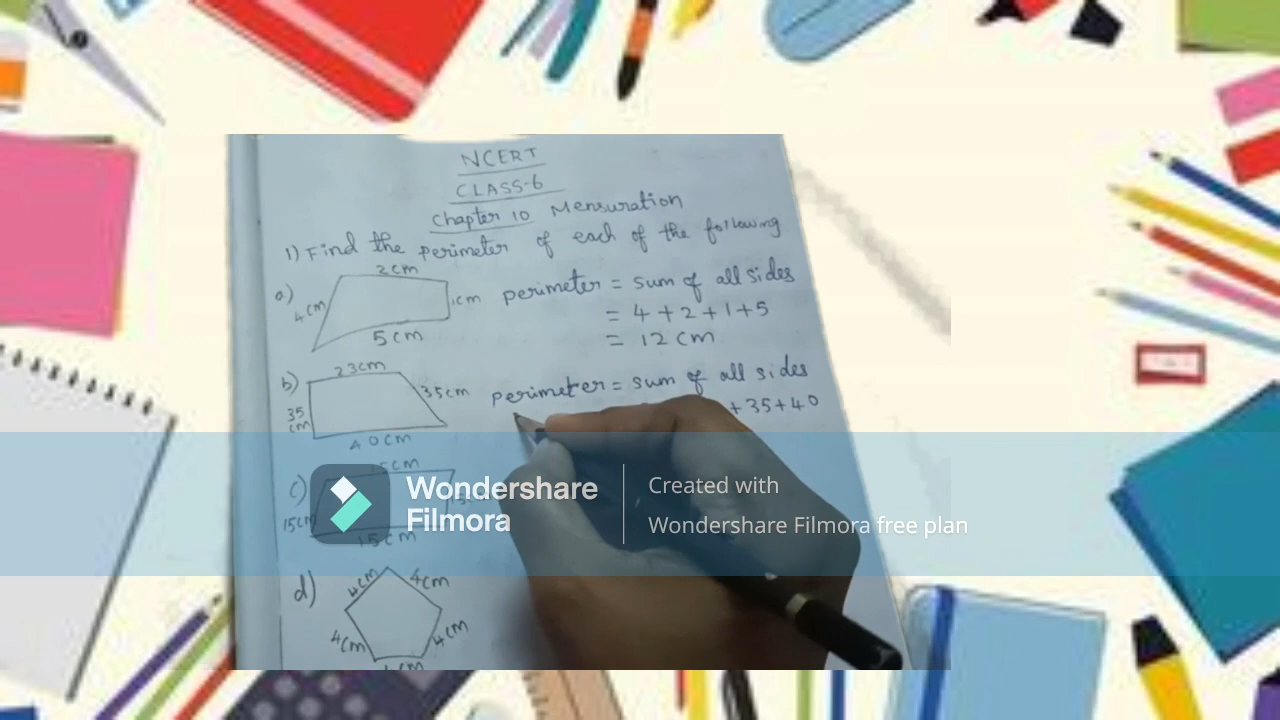 NCERT
CLASS-6
Chapter 10 Mensuration
1) Find the perimeter of each of the following
a)
2cm
4cm
1cm
5cm
perimeter = sum of all sides
= 4+2+1+5
= 12 cm
b)
23cm
35cm
35 cm
40cm
perimeter = sum of all sides
+35+40
c)
15cm
15cm
d)
4cm
4cm
4cm
4cm
cm
Wondershare
Filmora
Created with
Wondershare Filmora free plan